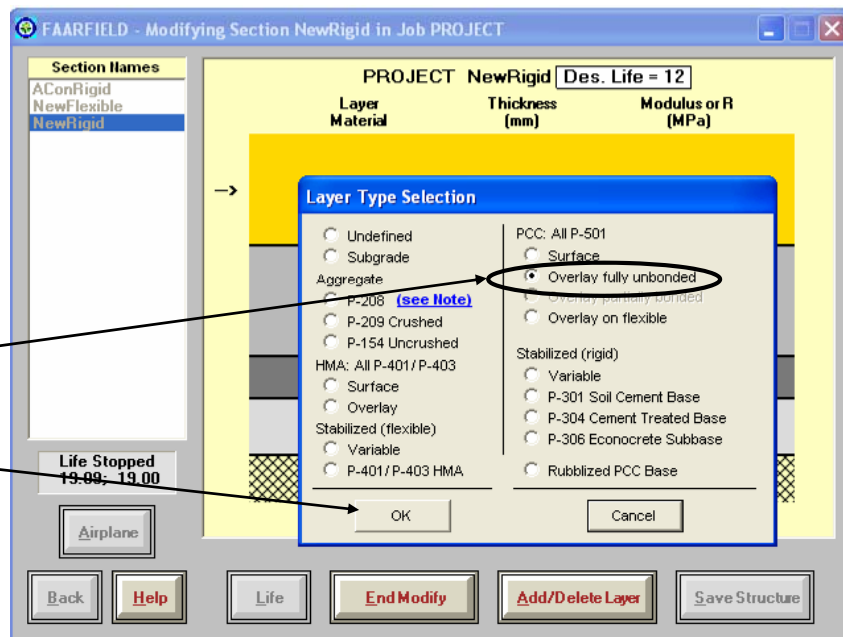 FAARFIELD - Modifying Section NewRigid in Job PROJECT
Section Names
AConRigid
NewFlexible
NewRigid
PROJECT NewRigid Des. Life = 12
Layer Material
Thickness (mm)
Modulus or R (MPa)
-->
Layer Type Selection
Undefined
Subgrade
Aggregate
P-208 (see Note)
P-209 Crushed
P-154 Uncrushed
HMA: All P-401/P-403
Surface
Overlay
Stabilized (flexible)
Variable
P-401/P-403 HMA
PCC: All P-501
Surface
Overlay fully unbonded
Overlay partially bonded
Overlay on flexible
Stabilized (rigid)
Variable
P-301 Soil Cement Base
P-304 Cement Treated Base
P-306 Econocrete Subbase
Rubblized PCC Base
OK
Cancel
Life Stopped
19.09; 19.00
Airplane
Back
Help
Life
End Modify
Add/Delete Layer
Save Structure